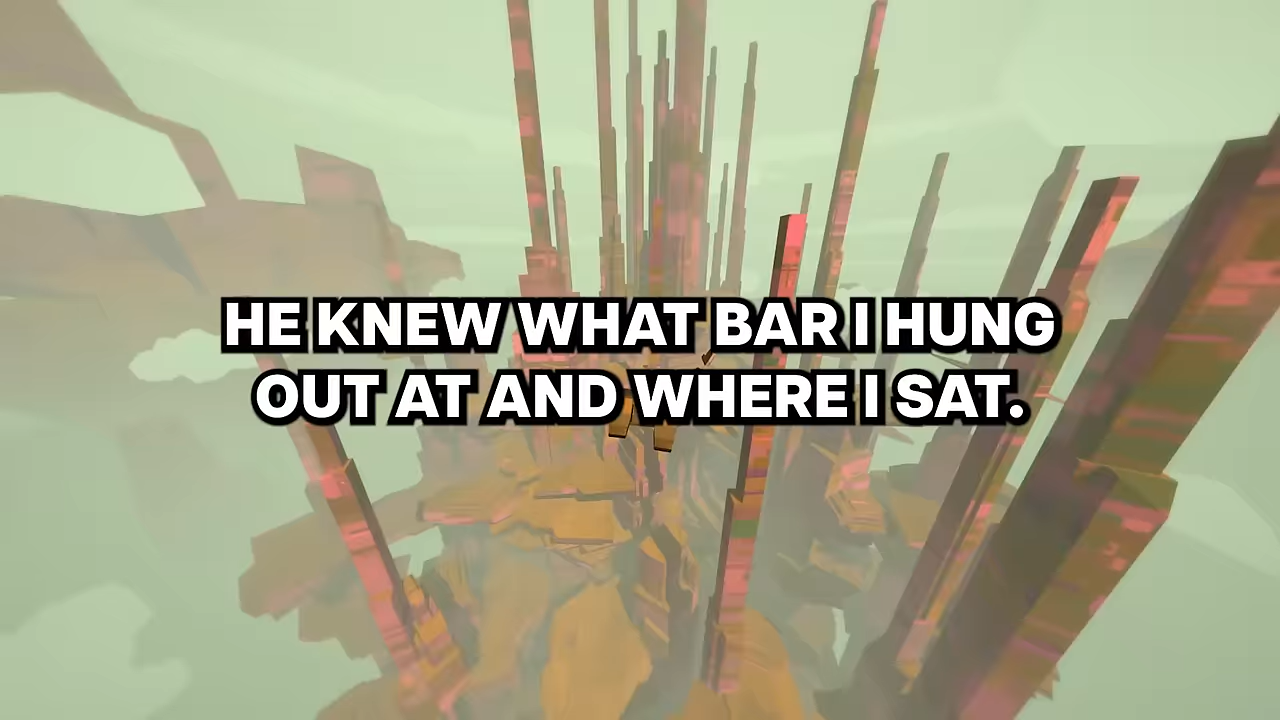 HE KNEW WHAT BAR I HUNG
OUT AT AND WHERE I SAT.